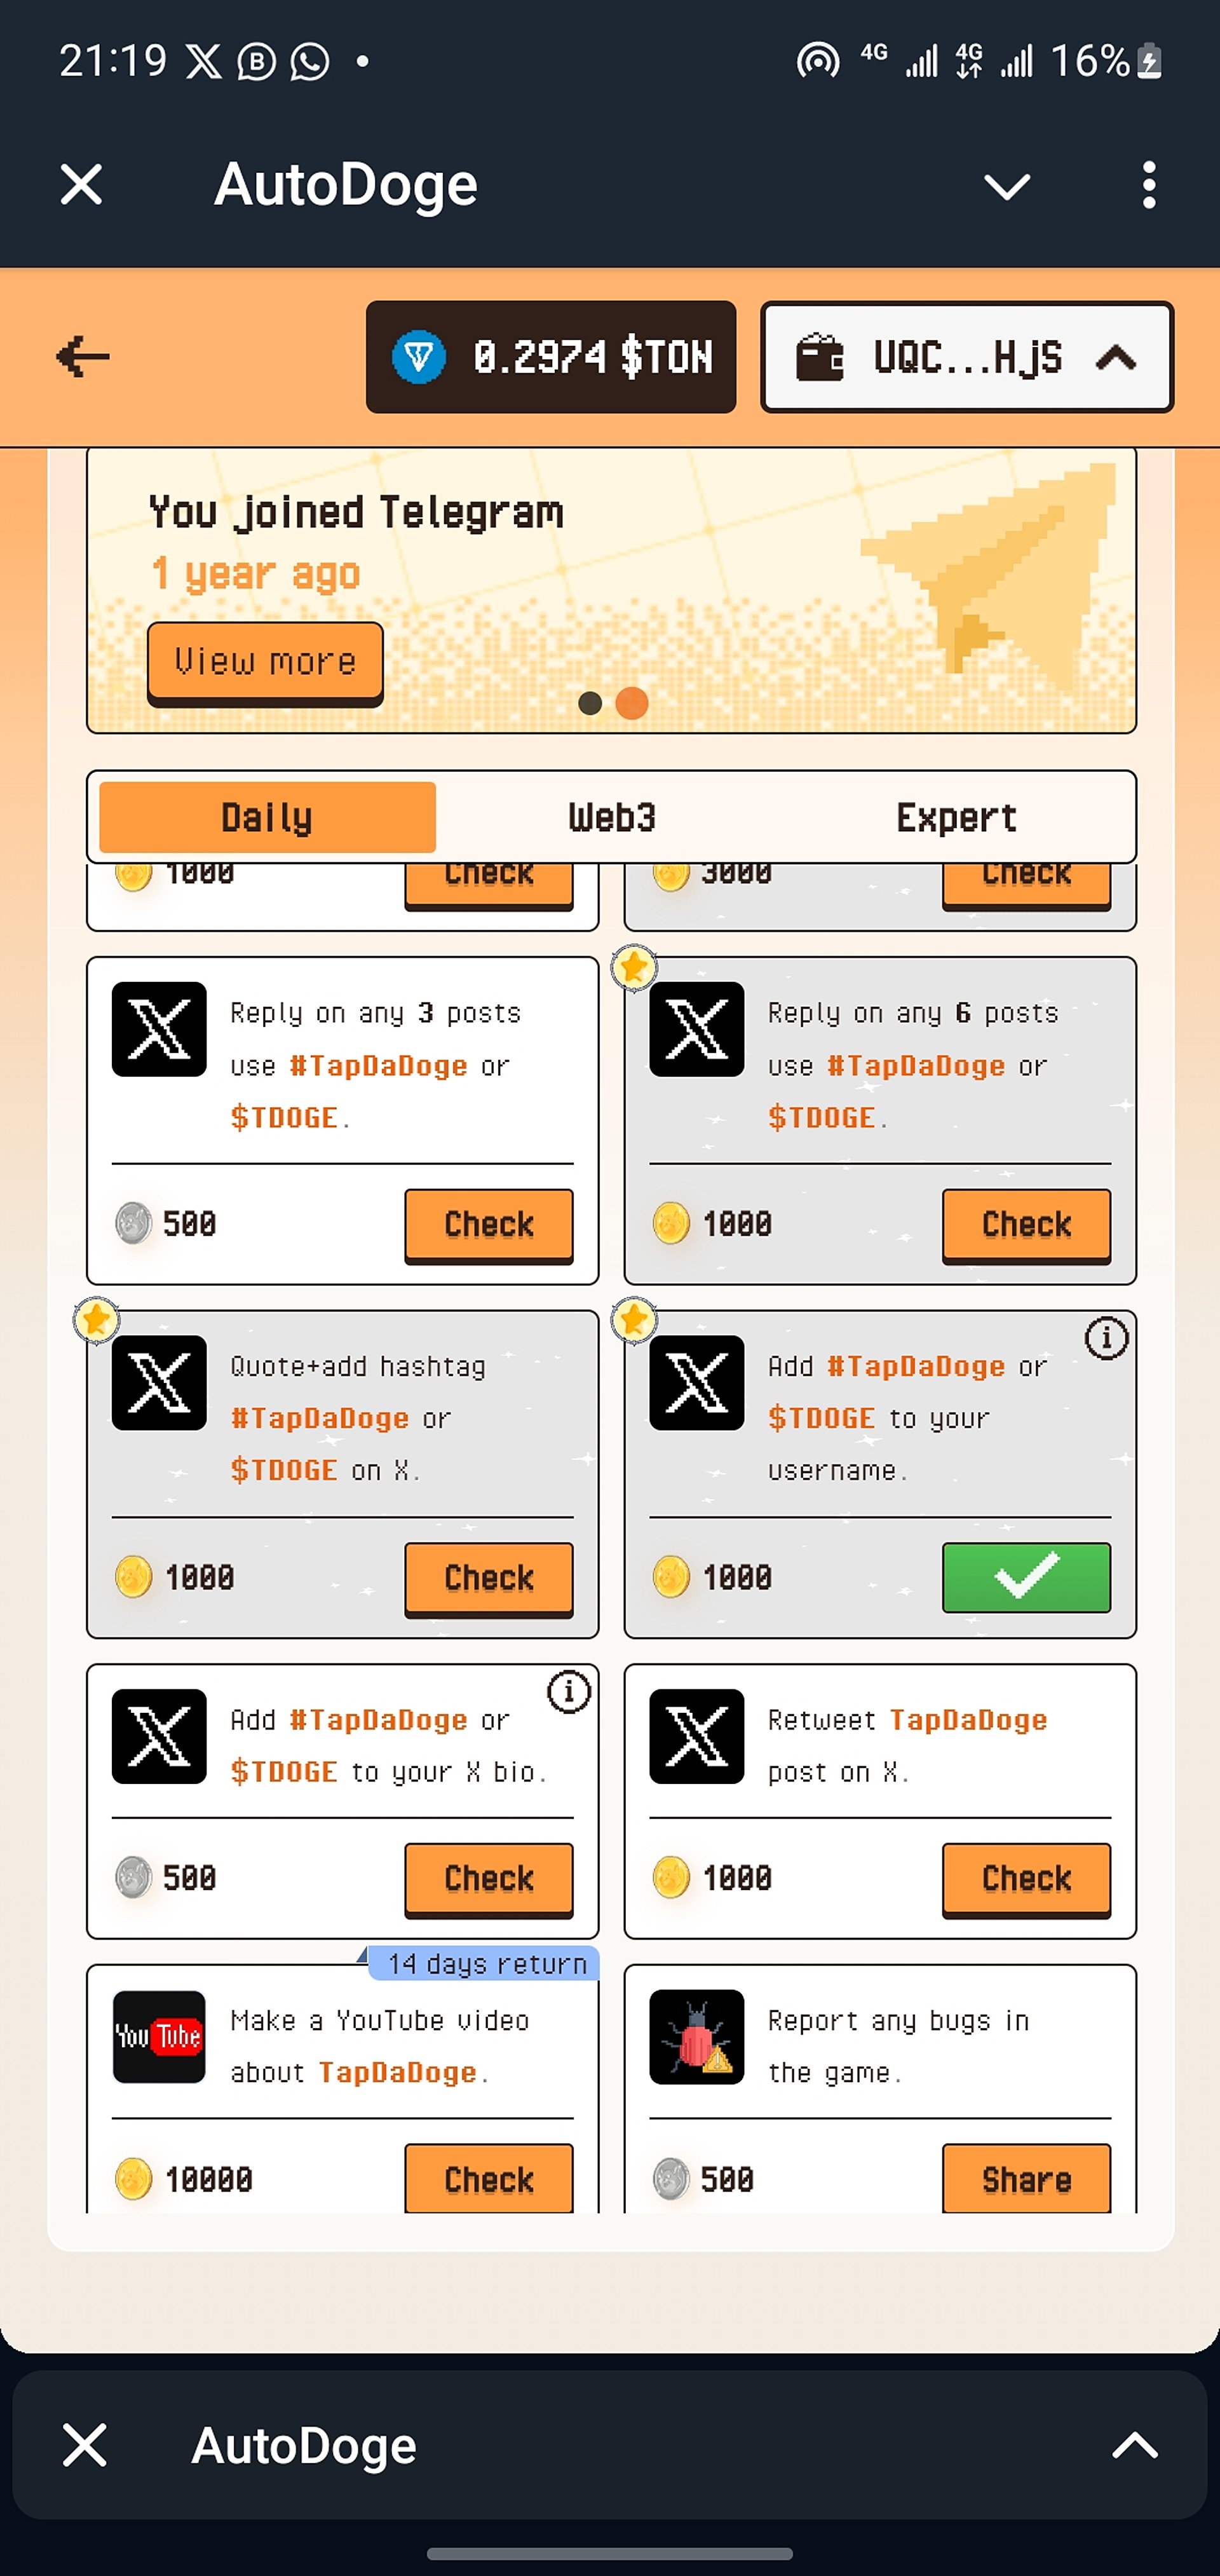 21:19
4G
4G
16%
AutoDoge
0.2974 $TON
UQC...HjS
You joined Telegram
1 year ago
View more
Daily
Web3
Expert
1000
Check
3000
Check
Reply on any 3 posts
use #TapDaDoge or
$TDOGE.
500
Check
Reply on any 6 posts
use #TapDaDoge or
$TDOGE.
1000
Check
Quote+add hashtag
#TapDaDoge or
$TDOGE on X.
1000
Check
Add #TapDaDoge or
$TDOGE to your
username.
1000
Add #TapDaDoge or
$TDOGE to your X bio.
500
Check
Retweet TapDaDoge
post on X.
1000
Check
14 days return
YouTube
Make a YouTube video
about TapDaDoge.
10000
Check
Report any bugs in
the game.
500
Share
AutoDoge